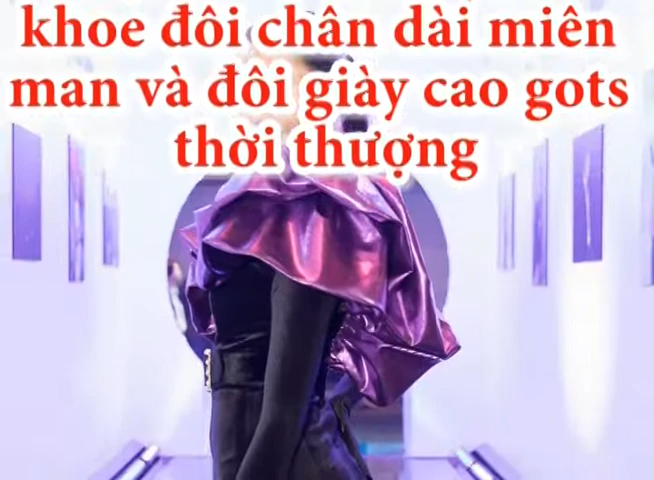 khoe đôi chân dài miên
man và đôi giày cao gots
thời thượng